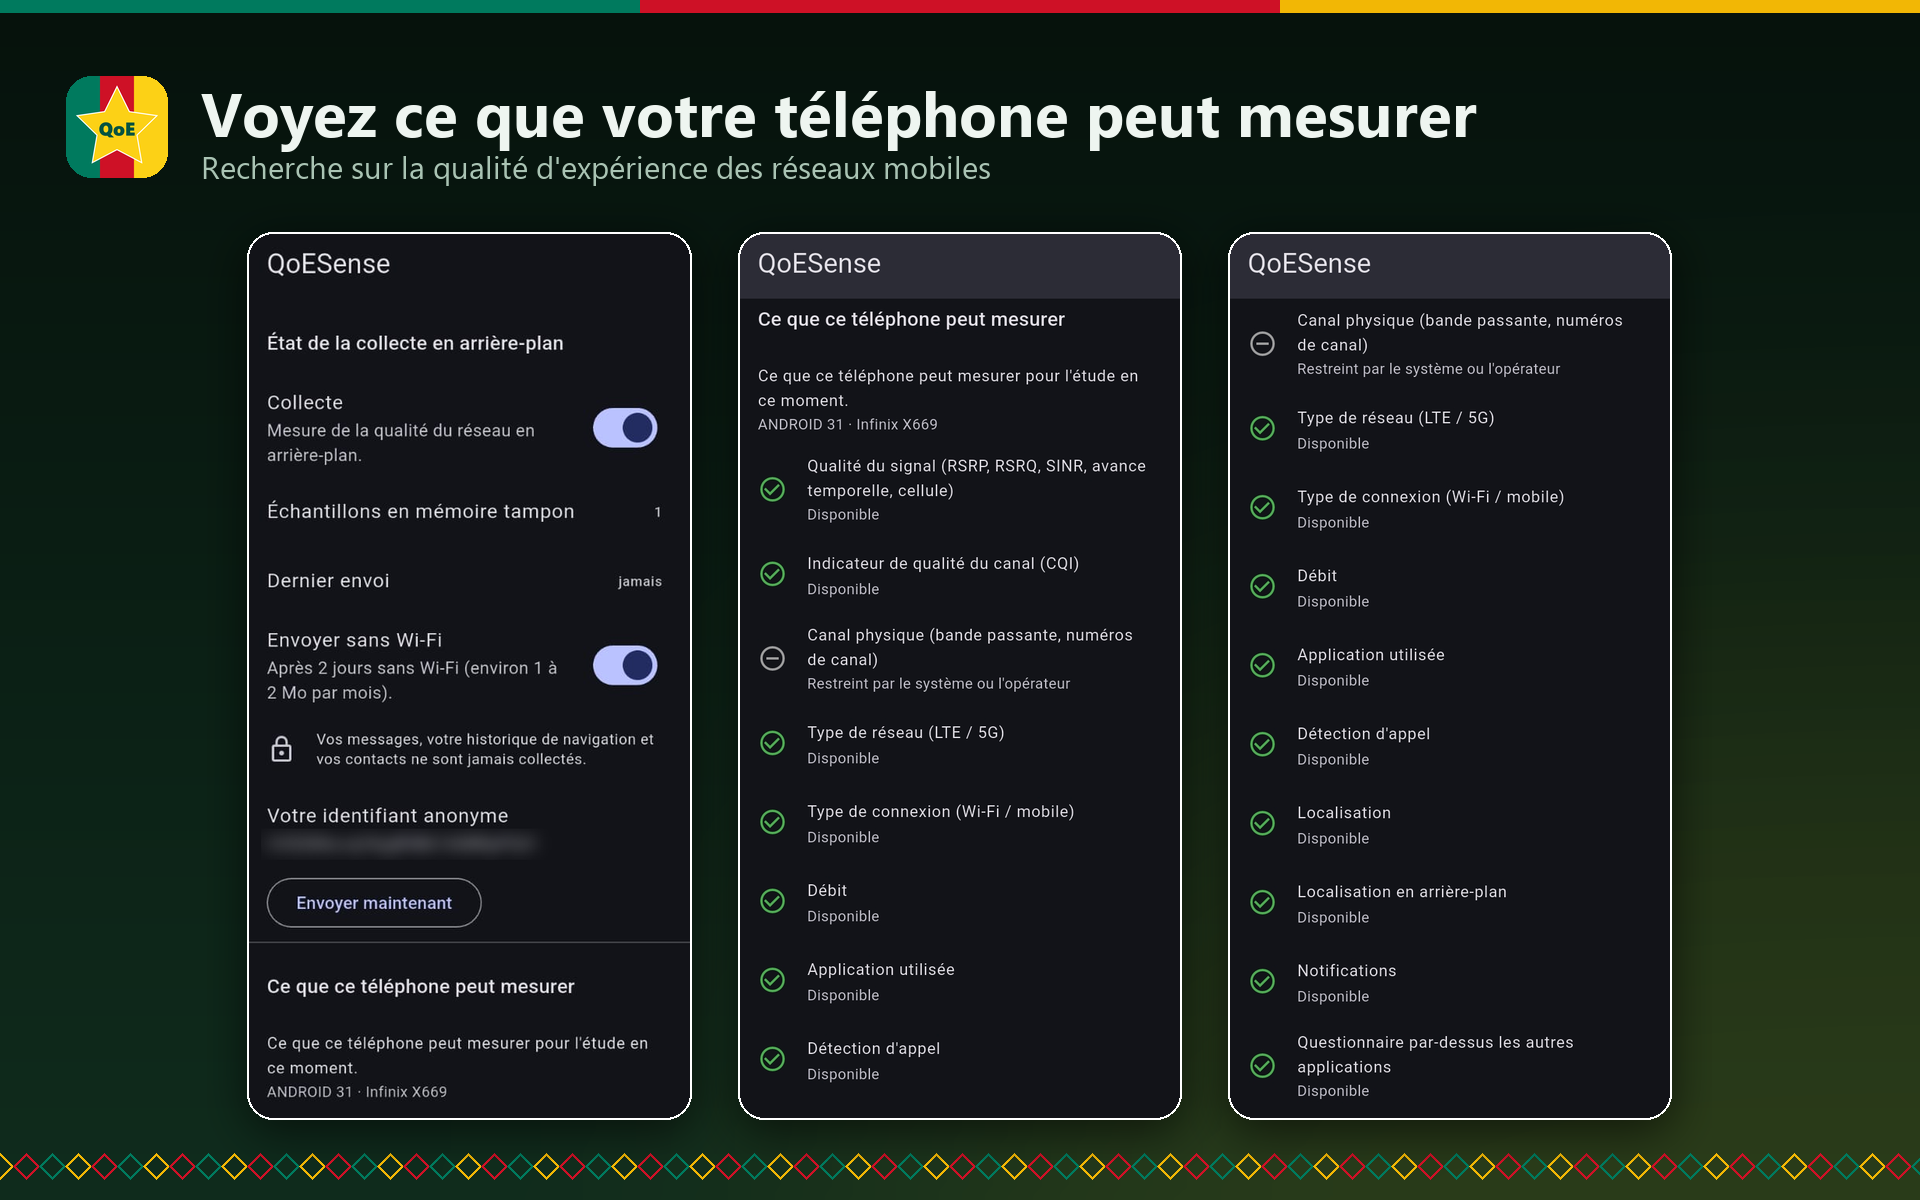 QoE
Voyez ce que votre téléphone peut mesurer
Recherche sur la qualité d'expérience des réseaux mobiles
QoESense
État de la collecte en arrière-plan
Collecte
Mesure de la qualité du réseau en
arrière-plan.
Échantillons en mémoire tampon 1
Dernier envoi jamais
Envoyer sans Wi-Fi
Après 2 jours sans Wi-Fi (environ 1 à
2 Mo par mois).
Vos messages, votre historique de navigation et
vos contacts ne sont jamais collectés.
Votre identifiant anonyme
Envoyer maintenant
Ce que ce téléphone peut mesurer
Ce que ce téléphone peut mesurer pour l'étude en
ce moment.
ANDROID 31 · Infinix X669
QoESense
Ce que ce téléphone peut mesurer
Ce que ce téléphone peut mesurer pour l'étude en
ce moment.
ANDROID 31 · Infinix X669
Qualité du signal (RSRP, RSRQ, SINR, avance
temporelle, cellule)
Disponible
Indicateur de qualité du canal (CQI)
Disponible
Canal physique (bande passante, numéros
de canal)
Restreint par le système ou l'opérateur
Type de réseau (LTE / 5G)
Disponible
Type de connexion (Wi-Fi / mobile)
Disponible
Débit
Disponible
Application utilisée
Disponible
Détection d'appel
Disponible
QoESense
Canal physique (bande passante, numéros
de canal)
Restreint par le système ou l'opérateur
Type de réseau (LTE / 5G)
Disponible
Type de connexion (Wi-Fi / mobile)
Disponible
Débit
Disponible
Application utilisée
Disponible
Détection d'appel
Disponible
Localisation
Disponible
Localisation en arrière-plan
Disponible
Notifications
Disponible
Questionnaire par-dessus les autres
applications
Disponible